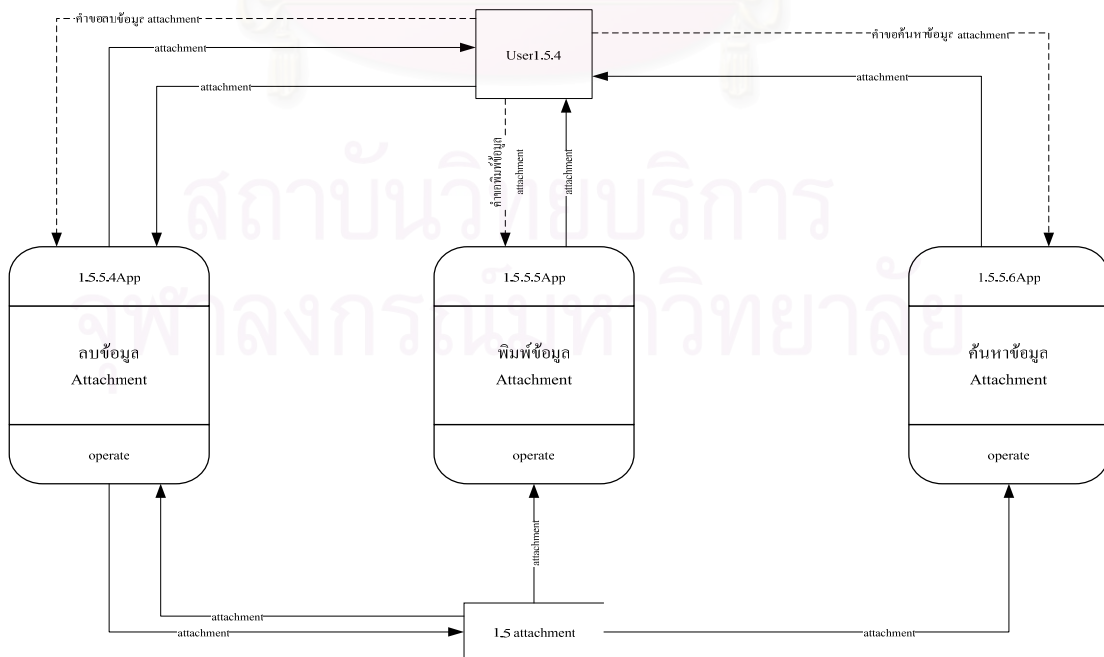 คำขอลบข้อมูล attachment
attachment
attachment
User1.5.4
คำขอค้นหาข้อมูล attachment
attachment
คำขอพิมพ์ข้อมูล
attachment
attachment
สถาบันวิทยบริการ
จุฬาลงกรณ์มหาวิทยาลัย
1.5.5.4App
ลบข้อมูล
Attachment
operate
1.5.5.5App
พิมพ์ข้อมูล
Attachment
operate
1.5.5.6App
ค้นหาข้อมูล
Attachment
operate
attachment
attachment
attachment
1.5 attachment
attachment